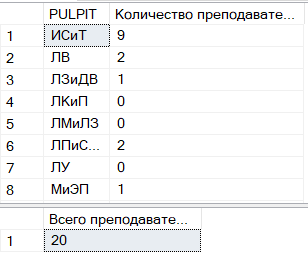 PULPIT Количество преподавате...
1 ИСиТ 9
2 ЛВ 2
3 ЛЗиДВ 1
4 ЛКиП 0
5 ЛМиЛЗ 0
6 ЛПиС... 2
7 ЛУ 0
8 МиЭП 1
Всего преподавате...
1 20